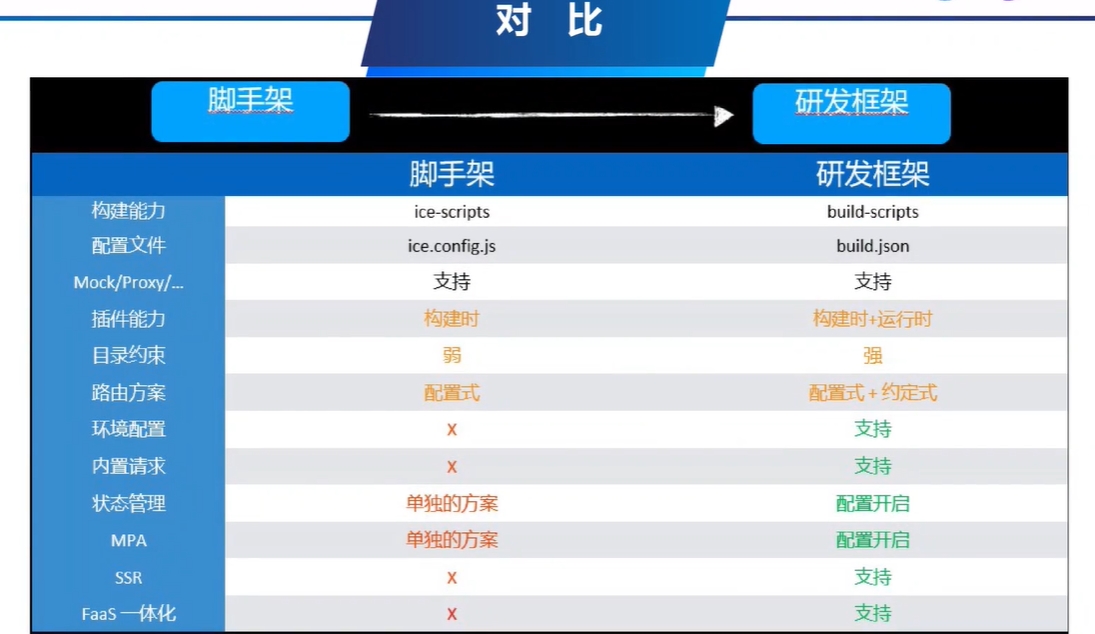 对 比
脚手架 研发框架
脚手架 研发框架
构建能力 ice-scripts build-scripts
配置文件 ice.config.js build.json
Mock/Proxy/... 支持 支持
插件能力 构建时 构建时+运行时
目录约束 弱 强
路由方案 配置式 配置式 + 约定式
环境配置 X 支持
内置请求 X 支持
状态管理 单独的方案 配置开启
MPA 单独的方案 配置开启
SSR X 支持
FaaS 一体化 X 支持